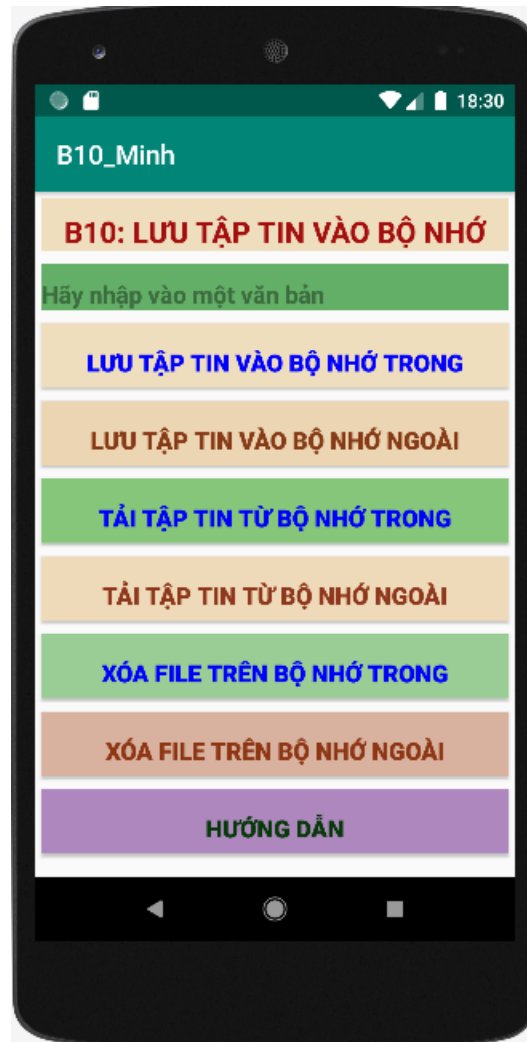 18:30
B10_Minh
B10: LƯU TẬP TIN VÀO BỘ NHỚ
Hãy nhập vào một văn bản
LƯU TẬP TIN VÀO BỘ NHỚ TRONG
LƯU TẬP TIN VÀO BỘ NHỚ NGOÀI
TẢI TẬP TIN TỪ BỘ NHỚ TRONG
TẢI TẬP TIN TỪ BỘ NHỚ NGOÀI
XÓA FILE TRÊN BỘ NHỚ TRONG
XÓA FILE TRÊN BỘ NHỚ NGOÀI
HƯỚNG DẪN